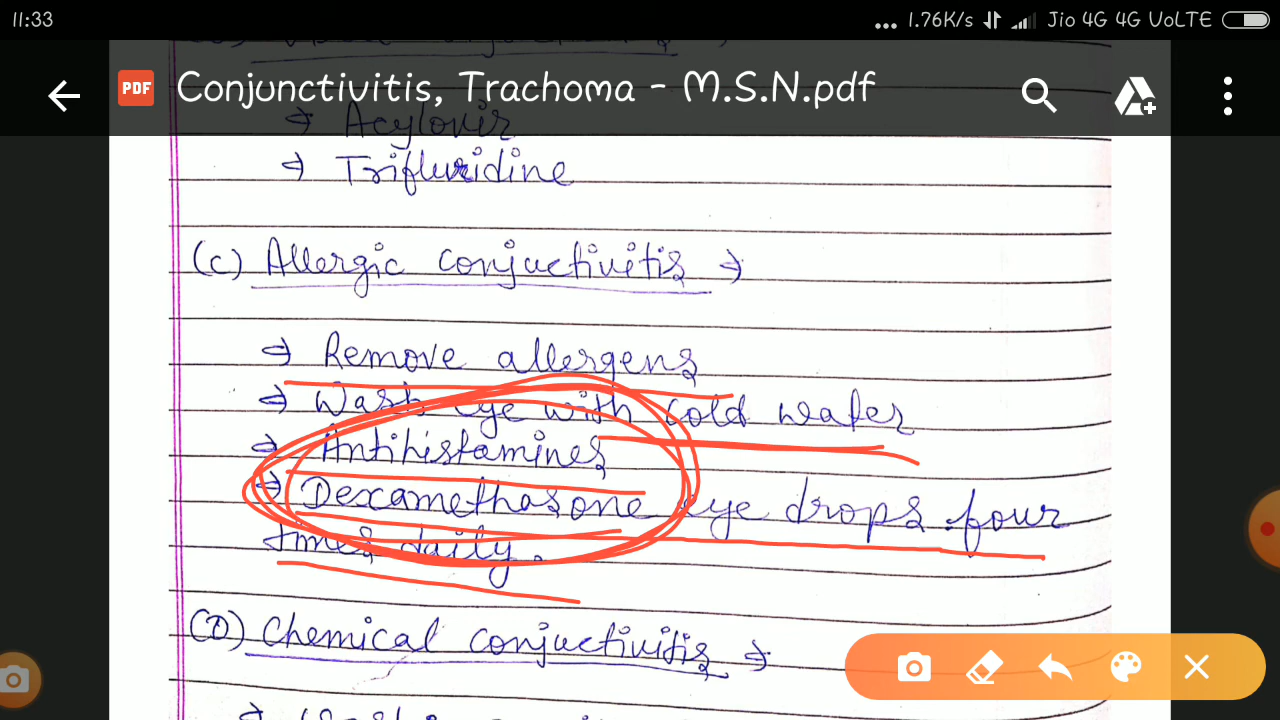 11:33 ... 1.76K/s Jio 4G 4G VoLTE
PDF Conjunctivitis, Trachoma - M.S.N.pdf
→ Acylovir
→ Trifluridine
(C) Allergic conjuctivitis →
→ Remove allergens
→ Wash eye with cold water
→ Antihistamines
→ Dexamethasone eye drops four
times daily.
(D) Chemical conjuctivitis →